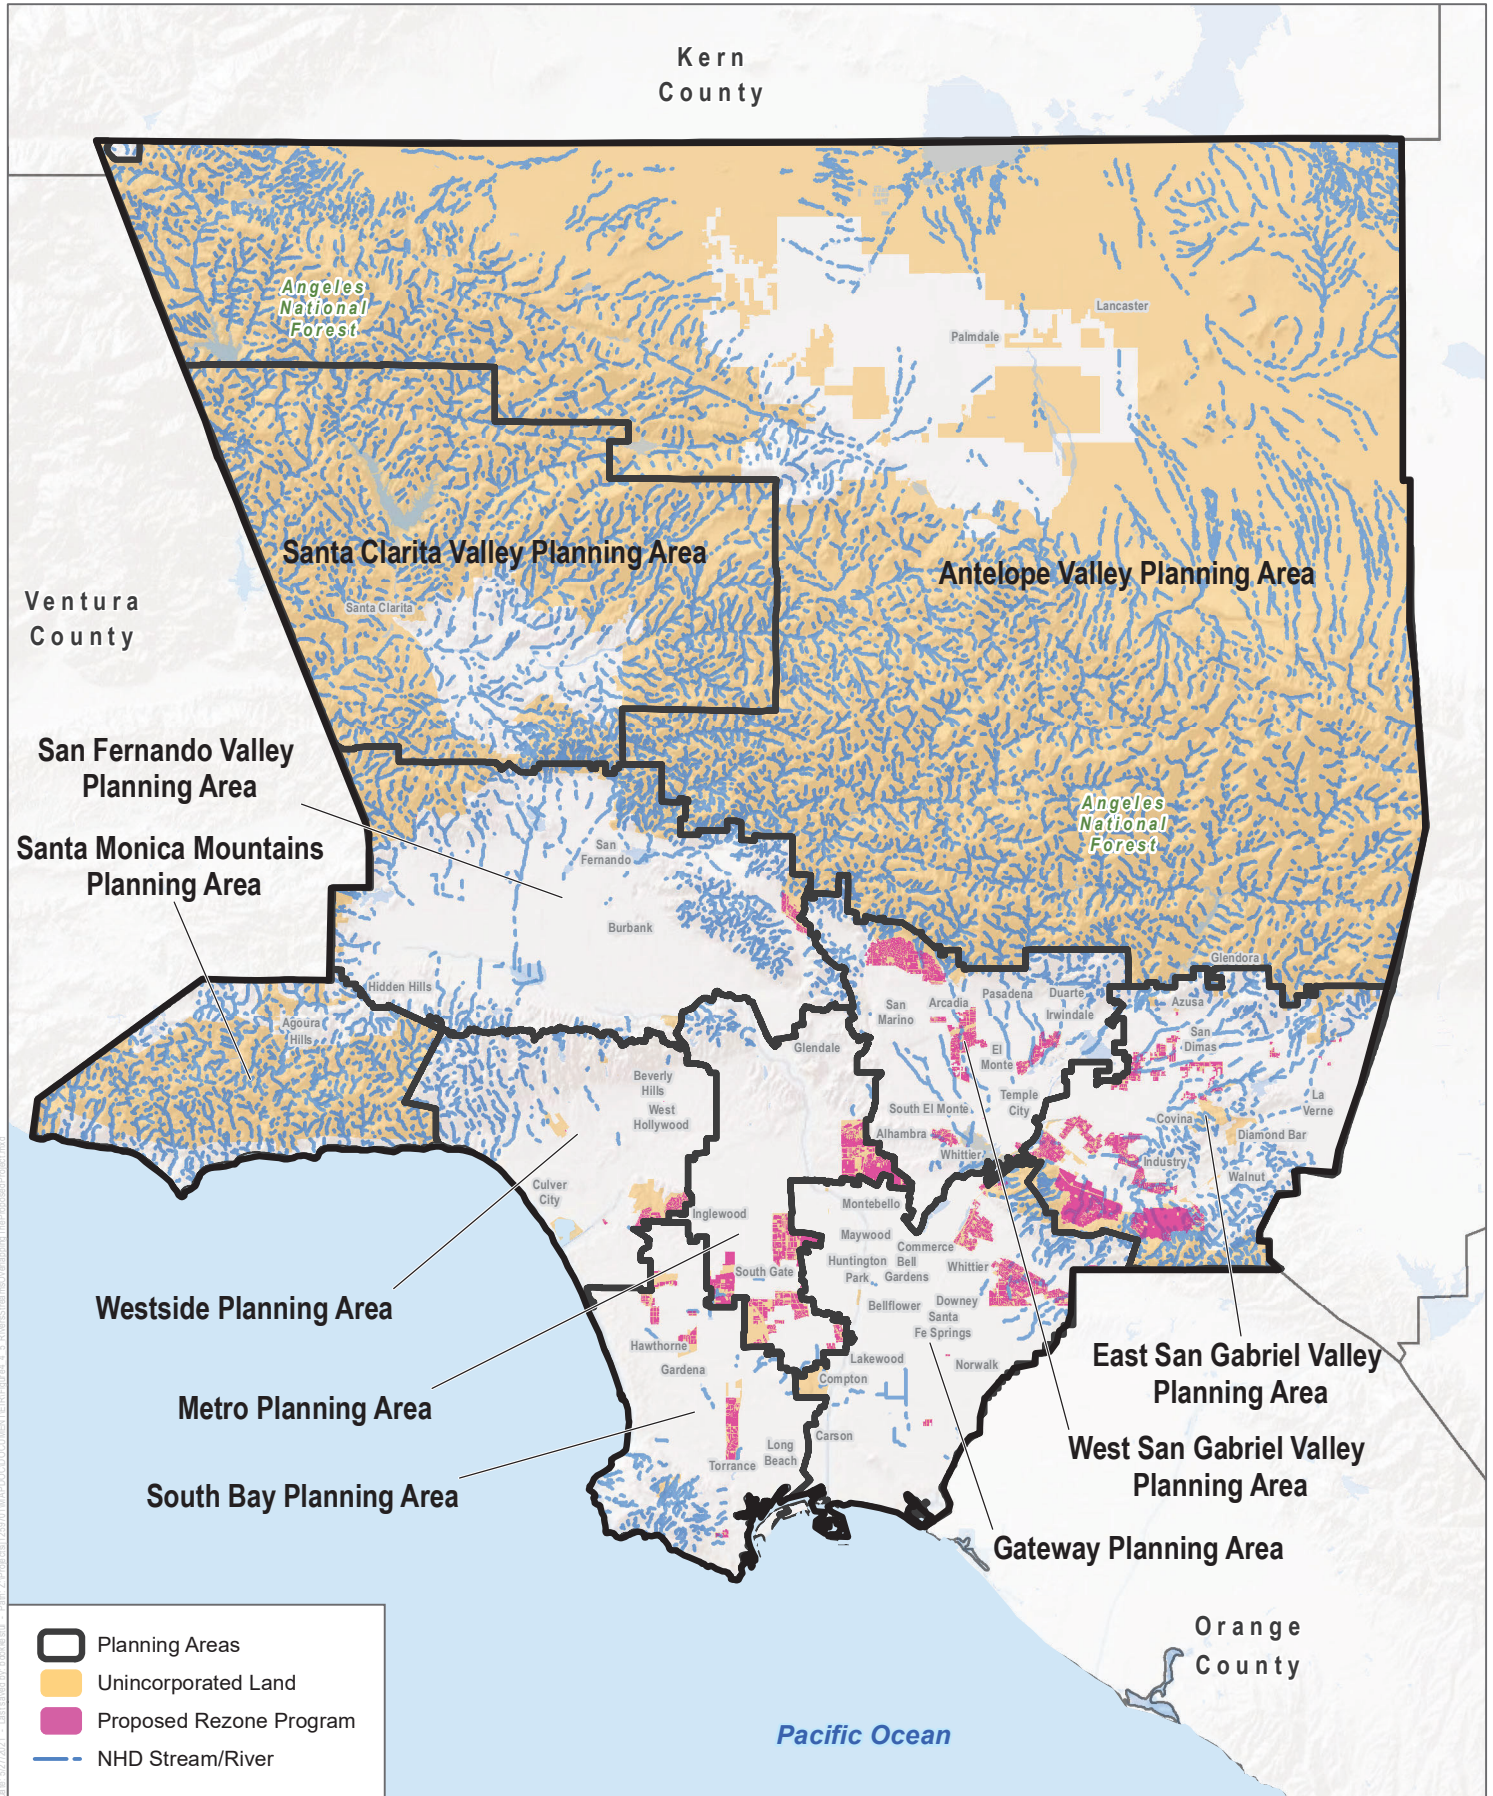 Kern
County
Angeles
National
Forest
Lancaster
Palmdale
Santa Clarita Valley Planning Area
Antelope Valley Planning Area
Ventura
County
Santa Clarita
San Fernando Valley
Planning Area
Santa Monica Mountains
Planning Area
Angeles
National
Forest
San
Fernando
Burbank
Hidden Hills
Agoura
Hills
Glendora
San
Marino
Arcadia
Pasadena
Duarte
Irwindale
Azusa
San
Dimas
Glendale
El
Monte
Beverly
Hills
West
Hollywood
Temple
City
La
Verne
South El Monte
Covina
Alhambra
Diamond Bar
Whittier
Industry
Walnut
Culver
City
Inglewood
Montebello
Maywood
Commerce
Huntington
Park
Bell
Gardens
Whittier
South Gate
Westside Planning Area
Bellflower
Downey
Santa
Fe Springs
Hawthorne
Gardena
Lakewood
Norwalk
Compton
East San Gabriel Valley
Planning Area
Metro Planning Area
Carson
Long
Beach
Torrance
West San Gabriel Valley
Planning Area
South Bay Planning Area
Gateway Planning Area
Orange
County
Pacific Ocean
Planning Areas
Unincorporated Land
Proposed Rezone Program
NHD Stream/River